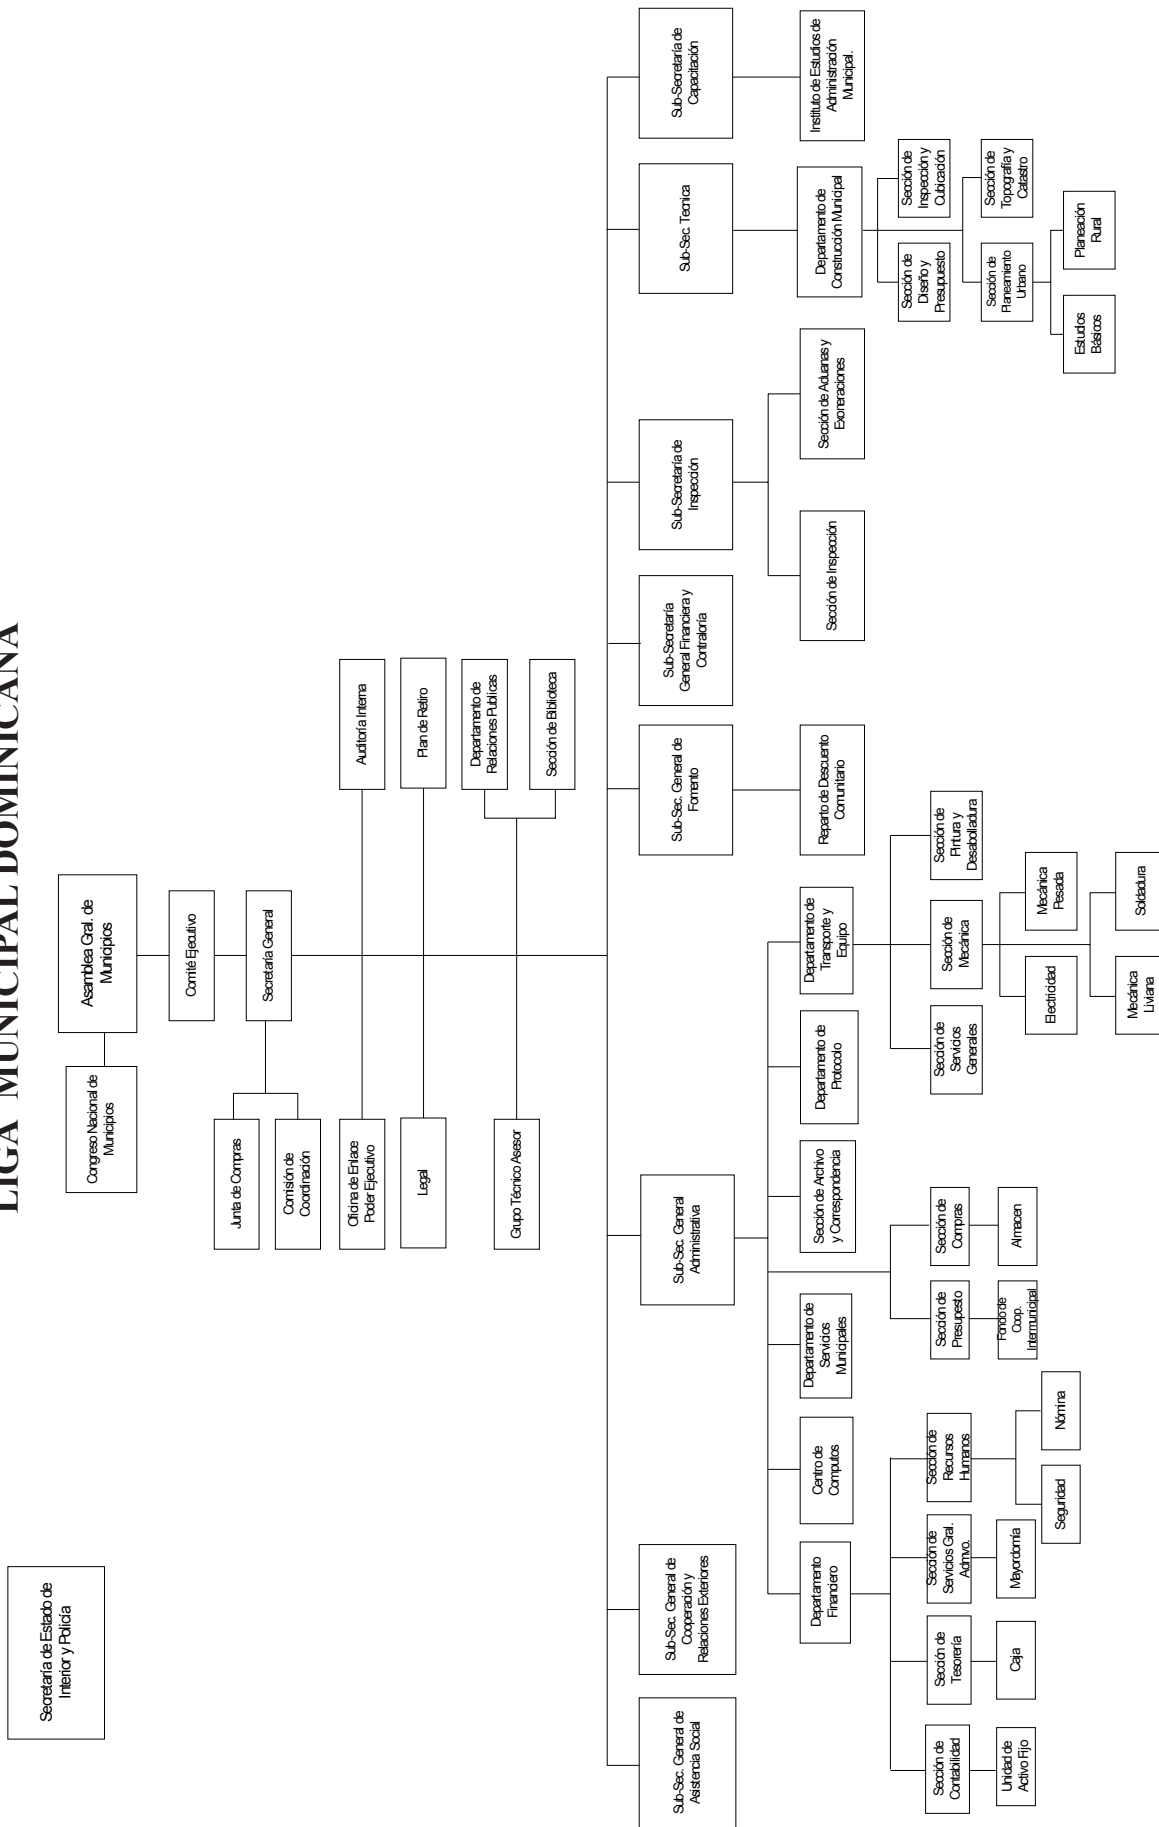 LIGA MUNICIPAL DOMINICANA
Secretaría de Estado de
Interior y Policía
Congreso Nacional de
Municipios
Asamblea Gral. de
Municipios
Comité Ejecutivo
Secretaría General
Junta de Compras
Comisión de
Coordinación
Oficina de Enlace
Poder Ejecutivo
Auditoría Interna
Legal
Plan de Retiro
Grupo Técnico Asesor
Departamento de
Relaciones Publicas
Sección de Biblioteca
Sub-Sec. General de
Asistencia Social
Sub-Sec. General de
Cooperación y
Relaciones Exteriores
Sub-Sec. General
Administrativa
Sub-Sec. General de
Fomento
Sub-Secretaría
General Financiera y
Contraloría
Sub-Secretaría de
Inspección
Sub-Sec. Tecnica
Sub-Secretaría de
Capacitación
Departamento
Financiero
Centro de
Computos
Departamento de
Servicios
Municipales
Sección de Archivo
y Correspondencia
Departamento de
Protocolo
Departamento de
Transporte y
Equipo
Reparto de Descuento
Comunitario
Sección de Inspección
Sección de Aduanas y
Exoneraciones
Departamento de
Construcción Municipal
Instituto de Estudios de
Administración
Municipal.
Sección de
Contabilidad
Sección de
Tesorería
Sección de
Servicios Gral.
Admvo.
Sección de
Recursos
Humanos
Sección de
Presupesto
Sección de
Compras
Sección de
Servicios
Generales
Sección de
Mecánica
Sección de
Pintura y
Desabolladura
Sección de
Diseño y
Presupuesto
Sección de
Inspección y
Cubicación
Unidad de
Activo Fijo
Caja
Mayordomía
Seguridad
Nómina
Fondo de
Coop.
Intermunicipal
Almacen
Electricidad
Mecánica
Pesada
Mecánica
Liviana
Soldadura
Sección de
Planeamiento
Urbano
Sección de
Topografía y
Catastro
Estudios
Básicos
Planeación
Rural